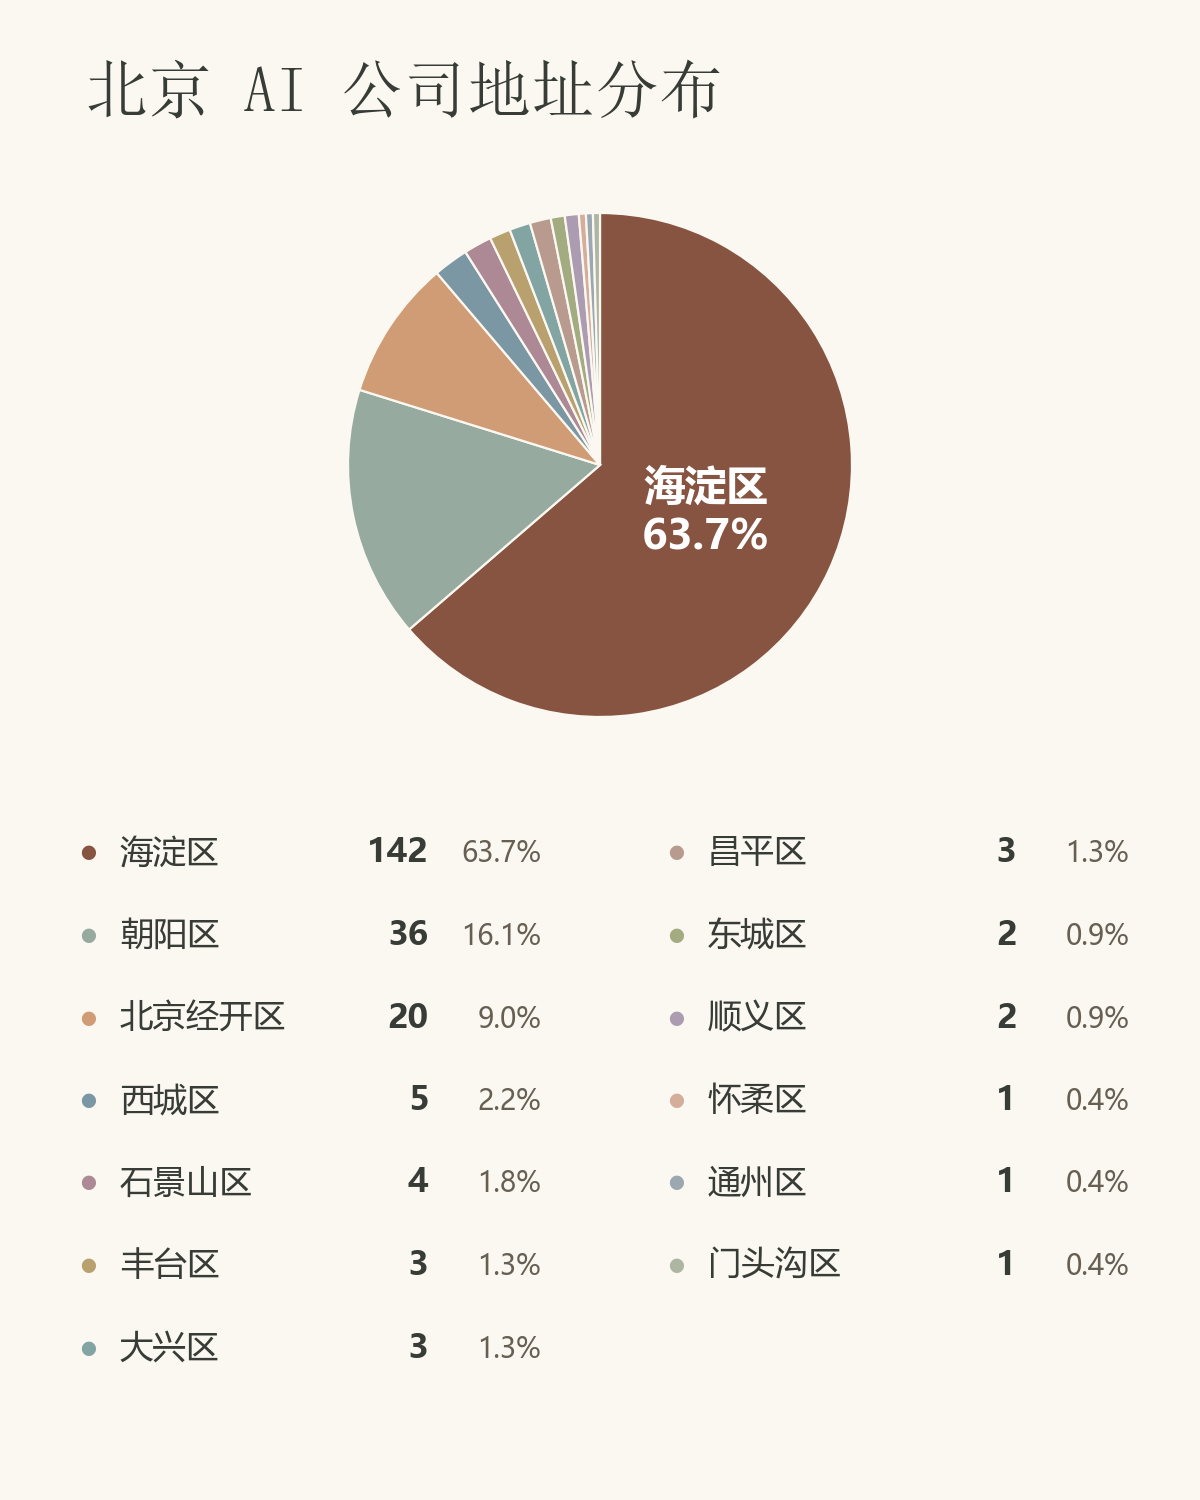 北京 AI 公司地址分布
海淀区
63.7%
海淀区 142 63.7%
朝阳区 36 16.1%
北京经开区 20 9.0%
西城区 5 2.2%
石景山区 4 1.8%
丰台区 3 1.3%
大兴区 3 1.3%
昌平区 3 1.3%
东城区 2 0.9%
顺义区 2 0.9%
怀柔区 1 0.4%
通州区 1 0.4%
门头沟区 1 0.4%